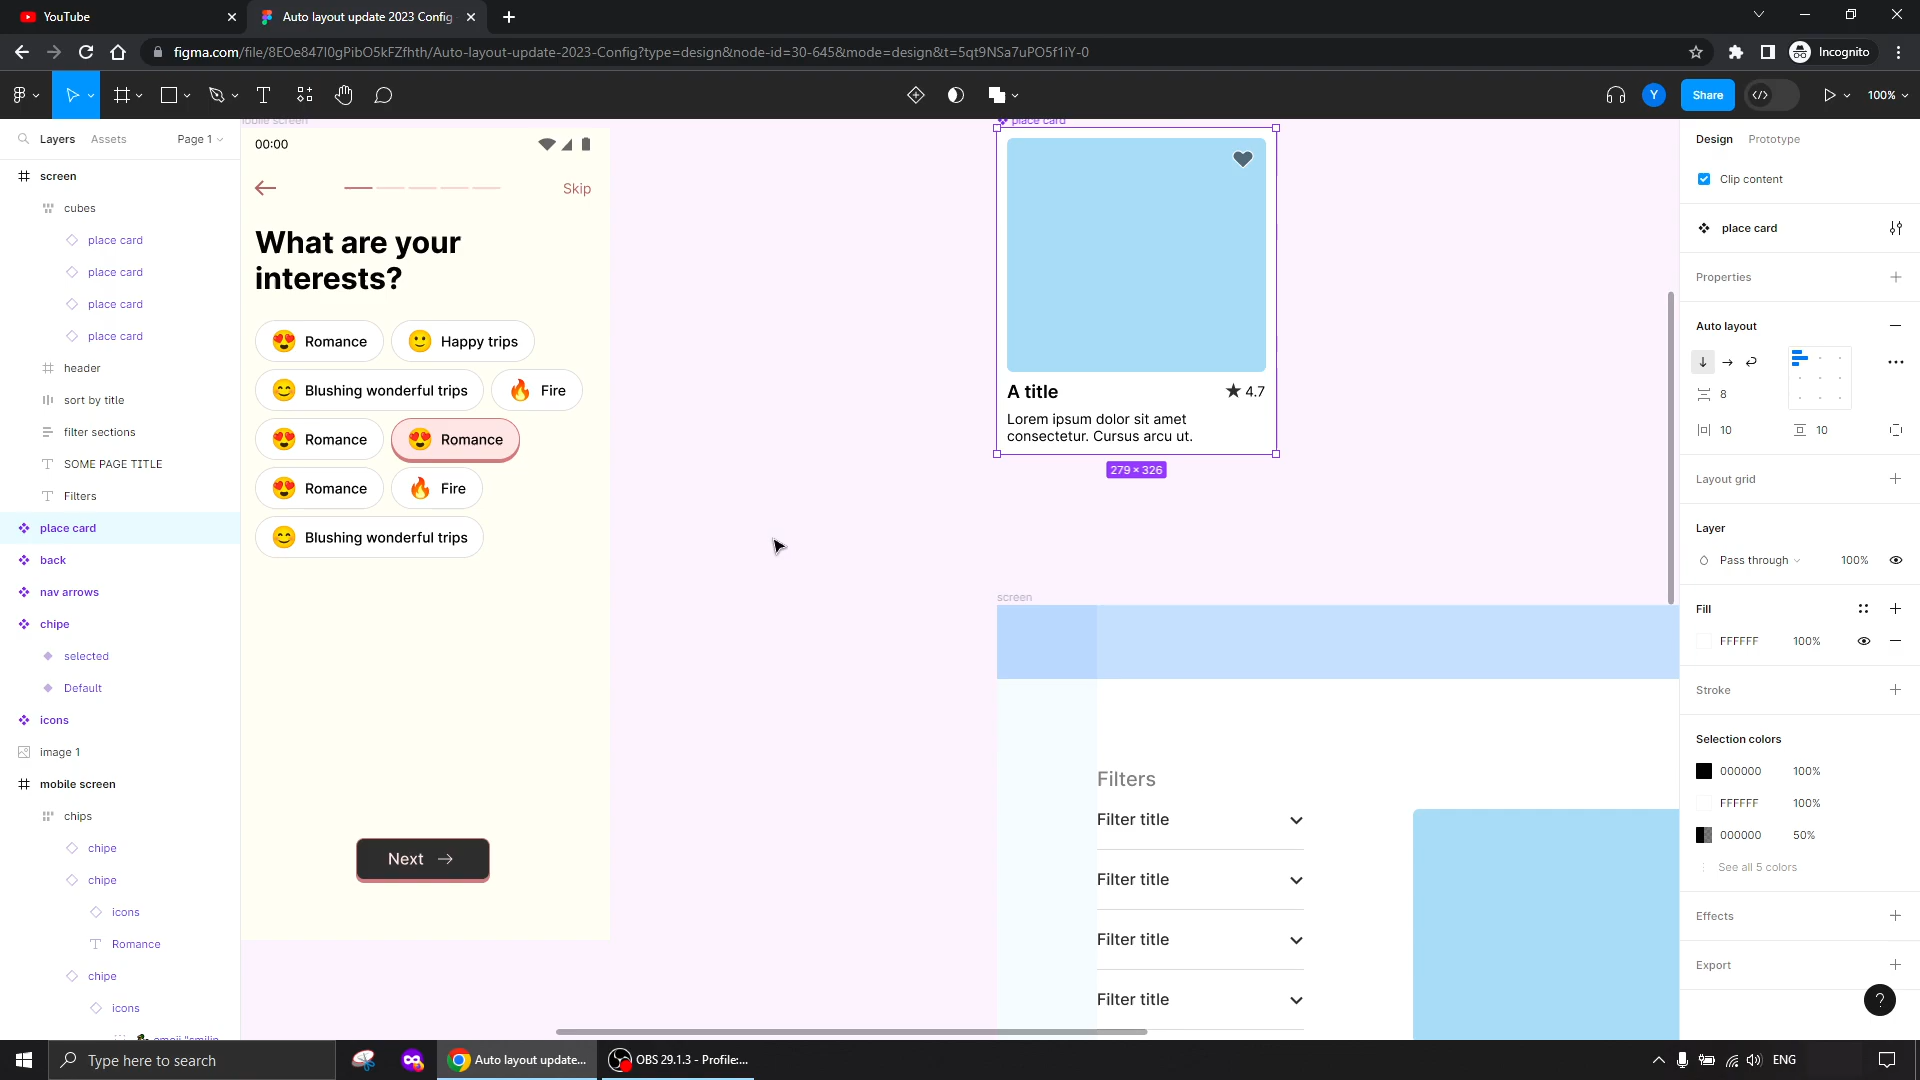 YouTube
Auto layout update 2023 Config
figma.com/file/8EOe847l0gPibO5kFZfhth/Auto-layout-update-2023-Config?type=design&node-id=30-645&mode=design&t=5qt9NSa7uPO5f1iY-0
Incognito
Y
Share
100%
Layers
Assets
Page 1
screen
cubes
place card
place card
place card
place card
header
sort by title
filter sections
SOME PAGE TITLE
Filters
place card
back
nav arrows
chipe
selected
Default
icons
image 1
mobile screen
chips
chipe
chipe
icons
Romance
chipe
icons
00:00
Skip
What are your
interests?
Romance
Happy trips
Blushing wonderful trips
Fire
Romance
Romance
Romance
Fire
Blushing wonderful trips
Next
place card
A title
4.7
Lorem ipsum dolor sit amet
consectetur. Cursus arcu ut.
279 × 326
screen
Filters
Filter title
Filter title
Filter title
Filter title
Design
Prototype
Clip content
place card
Properties
Auto layout
8
10
10
Layout grid
Layer
Pass through
100%
Fill
FFFFFF
100%
Stroke
Selection colors
000000
100%
FFFFFF
100%
000000
50%
See all 5 colors
Effects
Export
?
Type here to search
Auto layout update...
OBS 29.1.3 - Profile:...
ENG